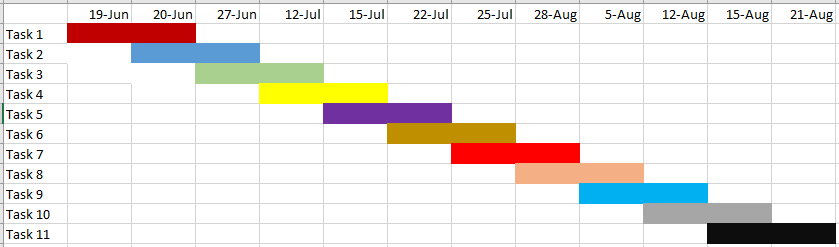 19-Jun 20-Jun 27-Jun 12-Jul 15-Jul 22-Jul 25-Jul 28-Aug 5-Aug 12-Aug 15-Aug 21-Aug
Task 1
Task 2
Task 3
Task 4
Task 5
Task 6
Task 7
Task 8
Task 9
Task 10
Task 11